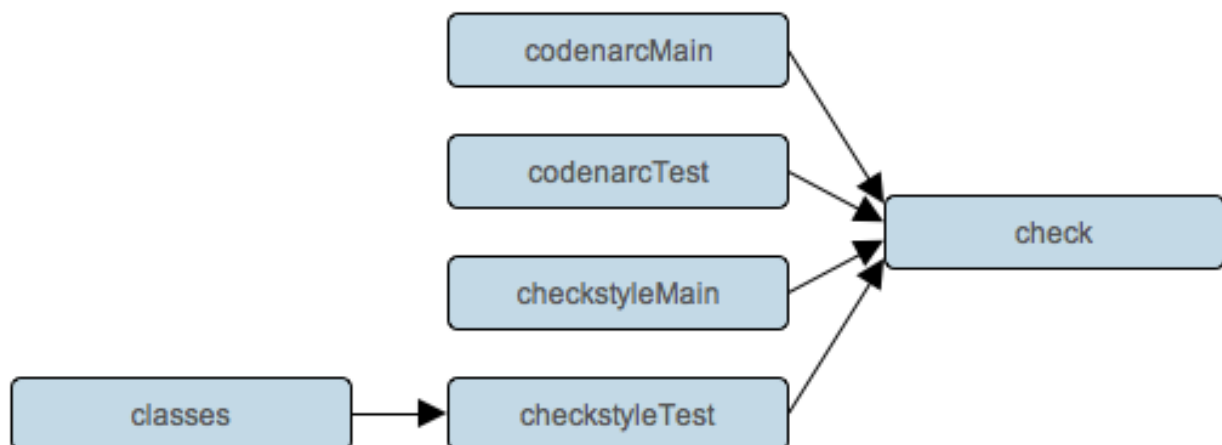 codenarcMain
codenarcTest
check
checkstyleMain
classes
checkstyleTest